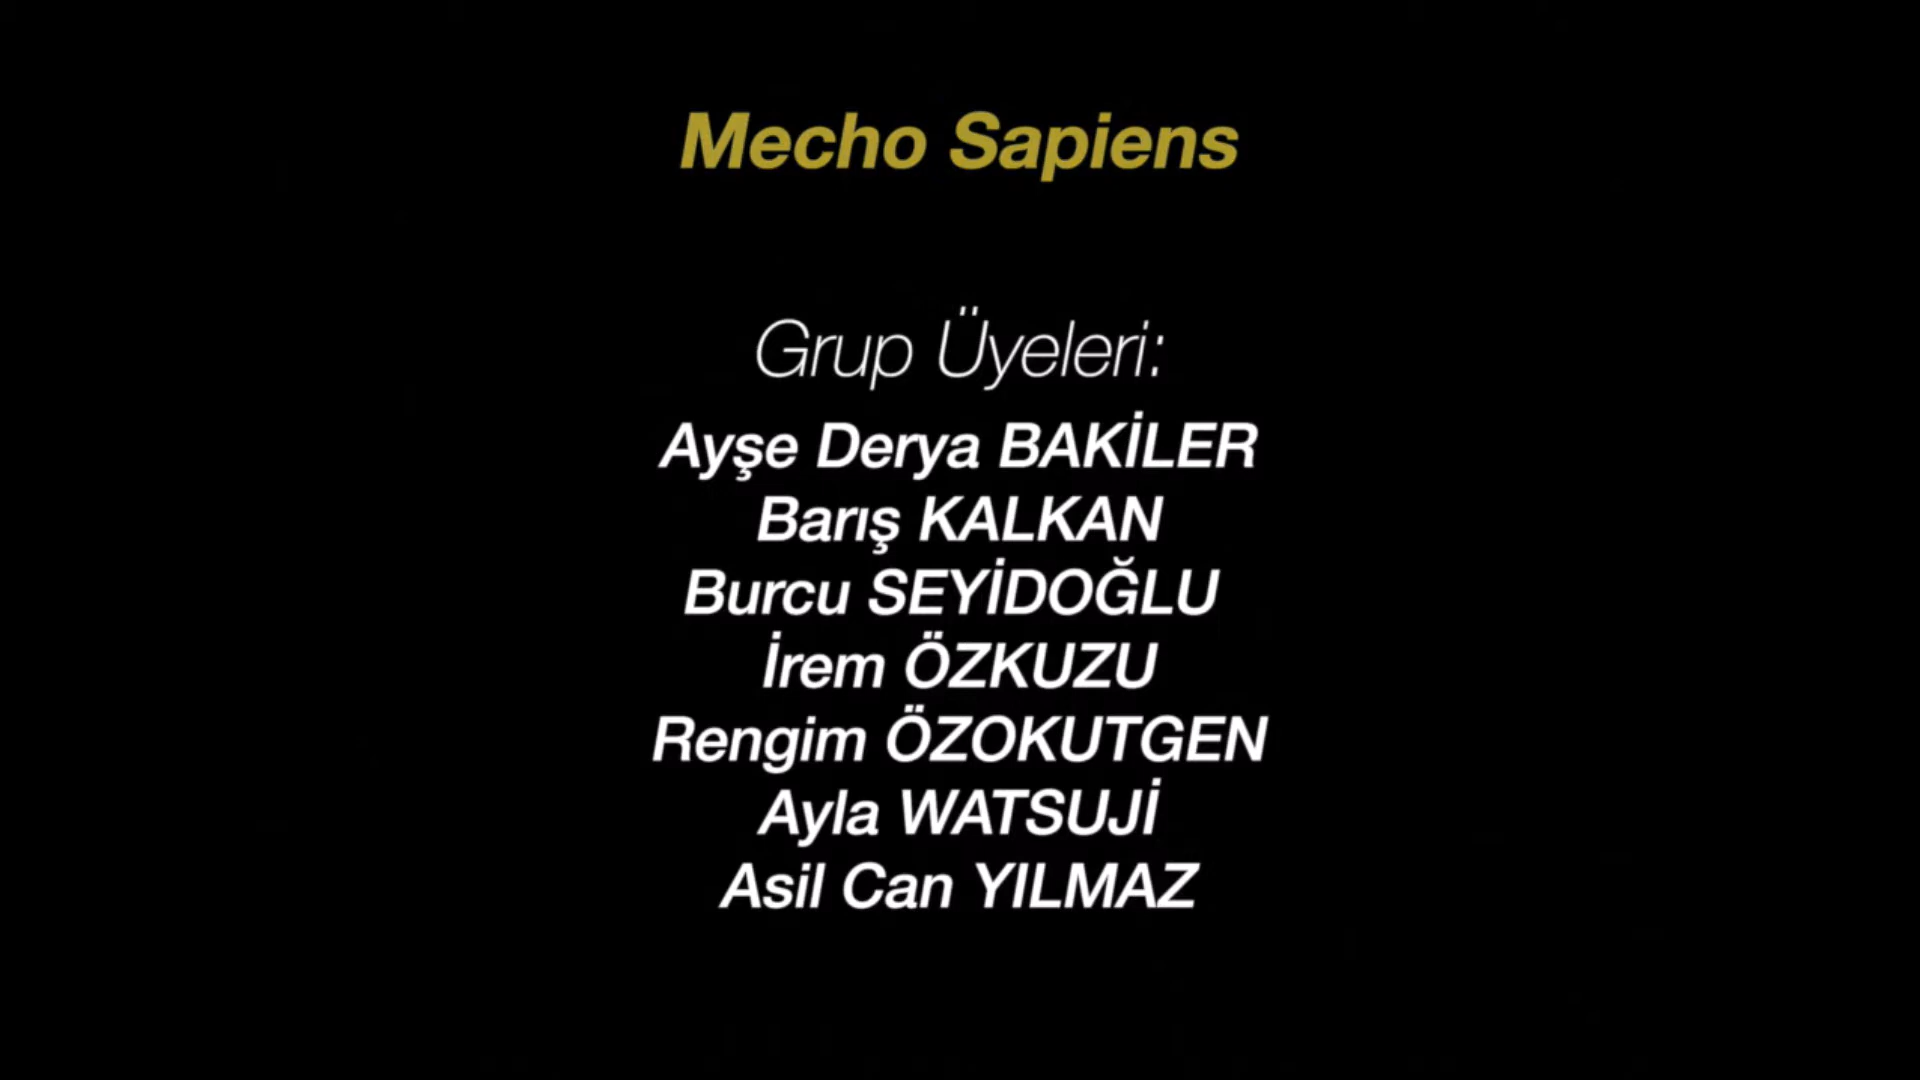 Mecho Sapiens
Grup Üyeleri:
Ayşe Derya BAKİLER
Barış KALKAN
Burcu SEYİDOĞLU
İrem ÖZKUZU
Rengim ÖZOKUTGEN
Ayla WATSUJİ
Asil Can YILMAZ